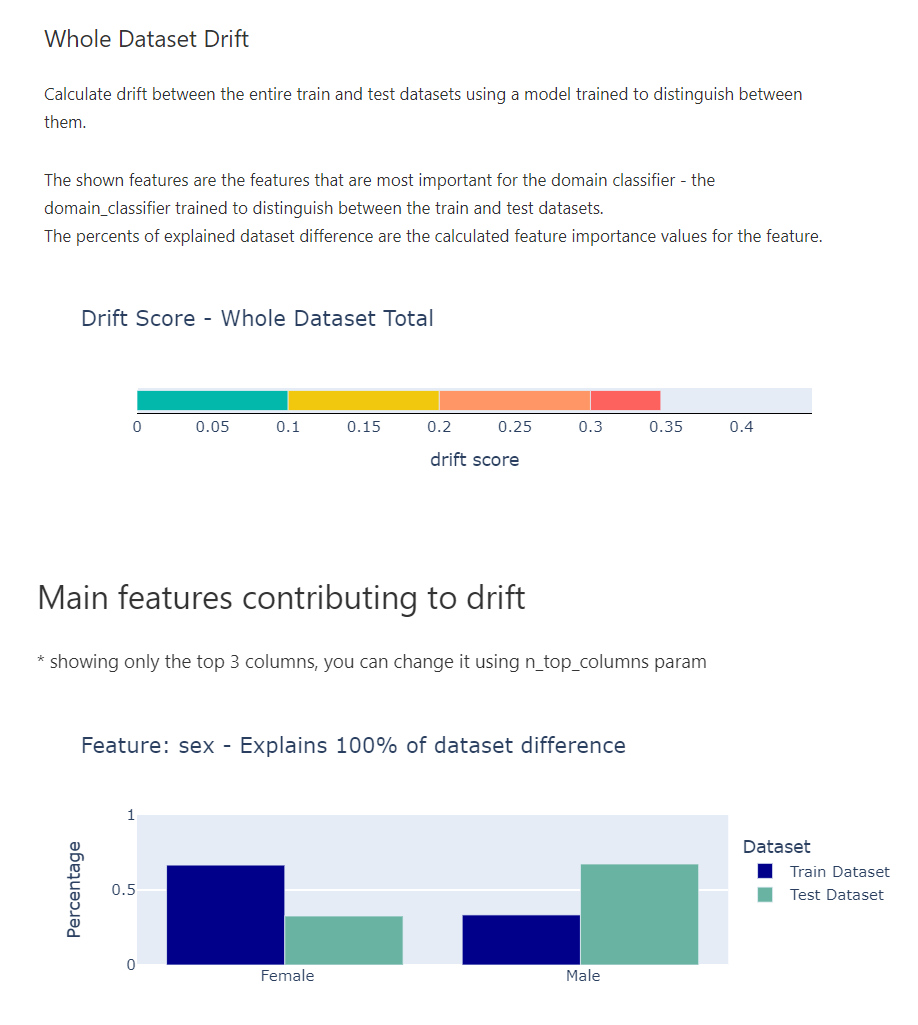 Whole Dataset Drift
Calculate drift between the entire train and test datasets using a model trained to distinguish between
them.
The shown features are the features that are most important for the domain classifier - the
domain_classifier trained to distinguish between the train and test datasets.
The percents of explained dataset difference are the calculated feature importance values for the feature.
Drift Score - Whole Dataset Total
0 0.05 0.1 0.15 0.2 0.25 0.3 0.35 0.4
drift score
Main features contributing to drift
* showing only the top 3 columns, you can change it using n_top_columns param
Feature: sex - Explains 100% of dataset difference
1
0.5
0
Percentage
Female Male
Dataset
Train Dataset
Test Dataset